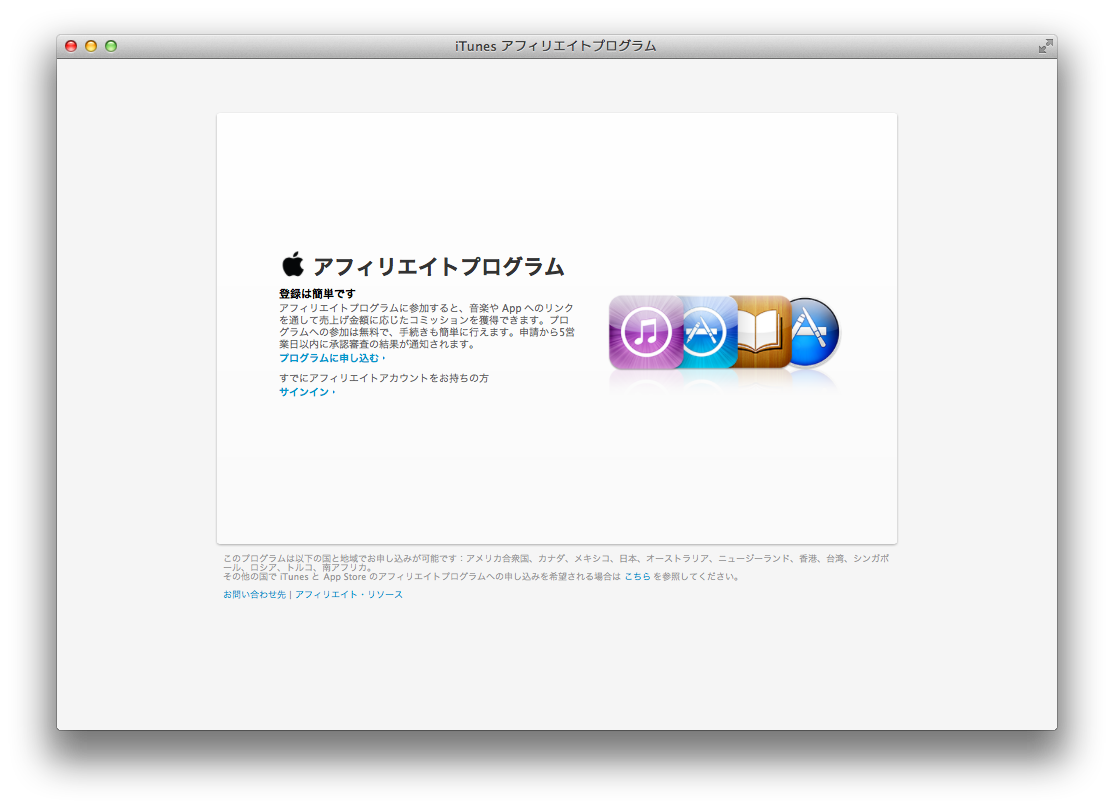 iTunes アフィリエイトプログラム
アフィリエイトプログラム
登録は簡単です
アフィリエイトプログラムに参加すると、音楽や App へのリンク
を通して売上げ金額に応じたコミッションを獲得できます。プロ
グラムへの参加は無料で、手続きも簡単に行えます。申請から5営
業日以内に承認審査の結果が通知されます。
プログラムに申し込む ›
すでにアフィリエイトアカウントをお持ちの方
サインイン ›
このプログラムは以下の国と地域でお申し込みが可能です：アメリカ合衆国、カナダ、メキシコ、日本、オーストラリア、ニュージーランド、香港、台湾、シンガポ
ール、ロシア、トルコ、南アフリカ。
その他の国で iTunes と App Store のアフィリエイトプログラムへの申し込みを希望される場合は こちら を参照してください。
お問い合わせ先 | アフィリエイト・リソース